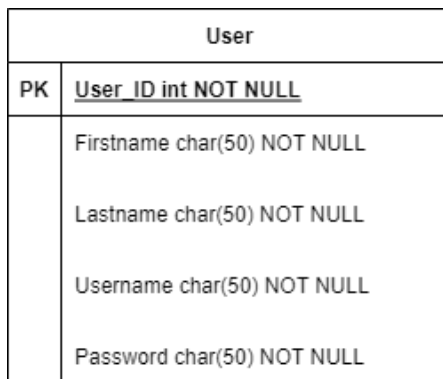 User
PK User_ID int NOT NULL
Firstname char(50) NOT NULL
Lastname char(50) NOT NULL
Username char(50) NOT NULL
Password char(50) NOT NULL